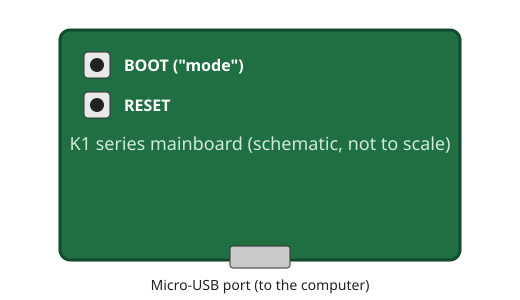 BOOT ("mode")
RESET
K1 series mainboard (schematic, not to scale)
Micro-USB port (to the computer)